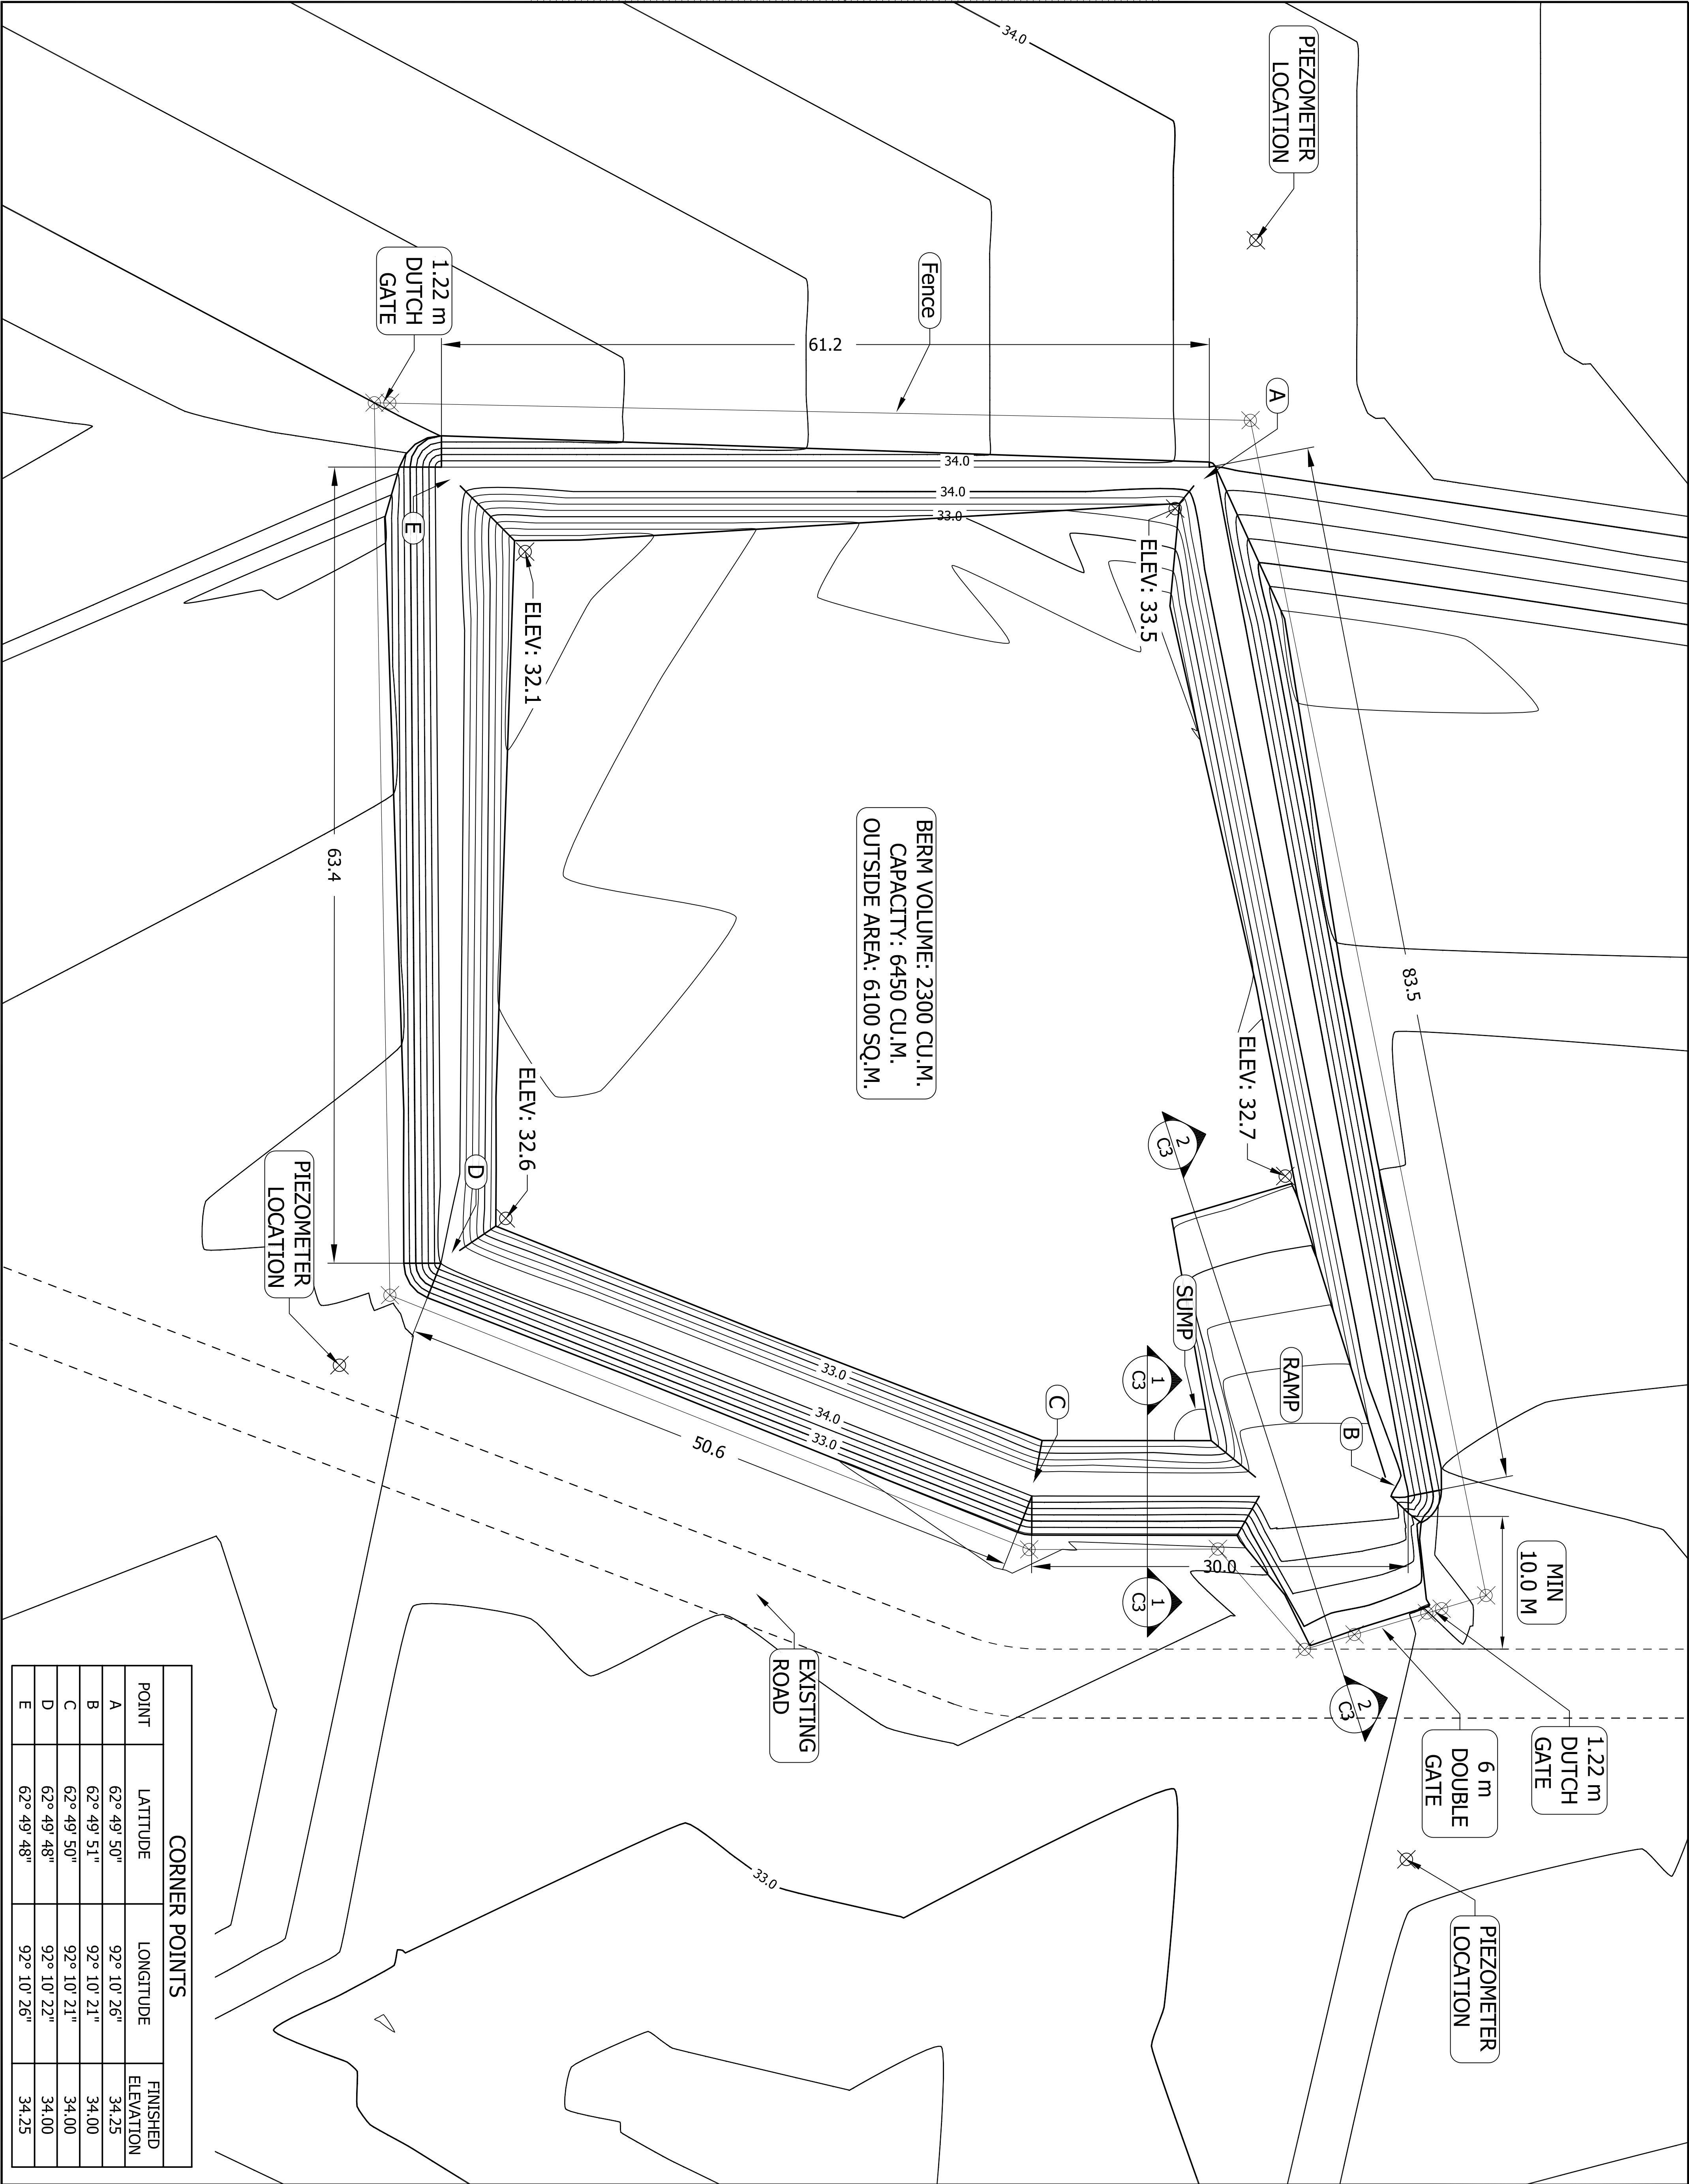 PIEZOMETER
LOCATION
34.0
1.22 m
DUTCH
GATE
Fence
61.2
A
34.0
34.0
33.0
E
ELEV: 32.1
ELEV: 33.5
83.5
63.4
BERM VOLUME: 2300 CU.M.
CAPACITY: 6450 CU.M.
OUTSIDE AREA: 6100 SQ.M.
ELEV: 32.7
ELEV: 32.6
D
2
C3
PIEZOMETER
LOCATION
SUMP
RAMP
B
1
C3
C
33.0
34.0
33.0
50.6
30.0
MIN
10.0 M
1
C3
2
C3
EXISTING
ROAD
1.22 m
DUTCH
GATE
6 m
DOUBLE
GATE
33.0
PIEZOMETER
LOCATION
CORNER POINTS
POINT LATITUDE LONGITUDE FINISHED
ELEVATION
A 62° 49' 50" 92° 10' 26" 34.25
B 62° 49' 51" 92° 10' 21" 34.00
C 62° 49' 50" 92° 10' 21" 34.00
D 62° 49' 48" 92° 10' 22" 34.00
E 62° 49' 48" 92° 10' 26" 34.25